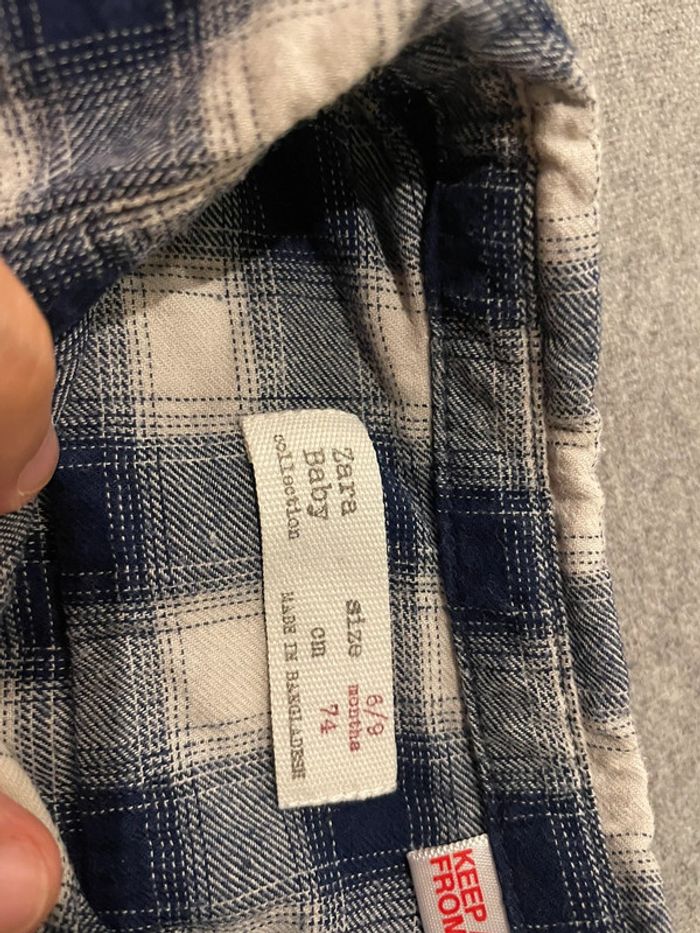 Zara
Baby
collection
size 6/9
months
cm 74
MADE IN BANGLADESH
KEEP
FROM